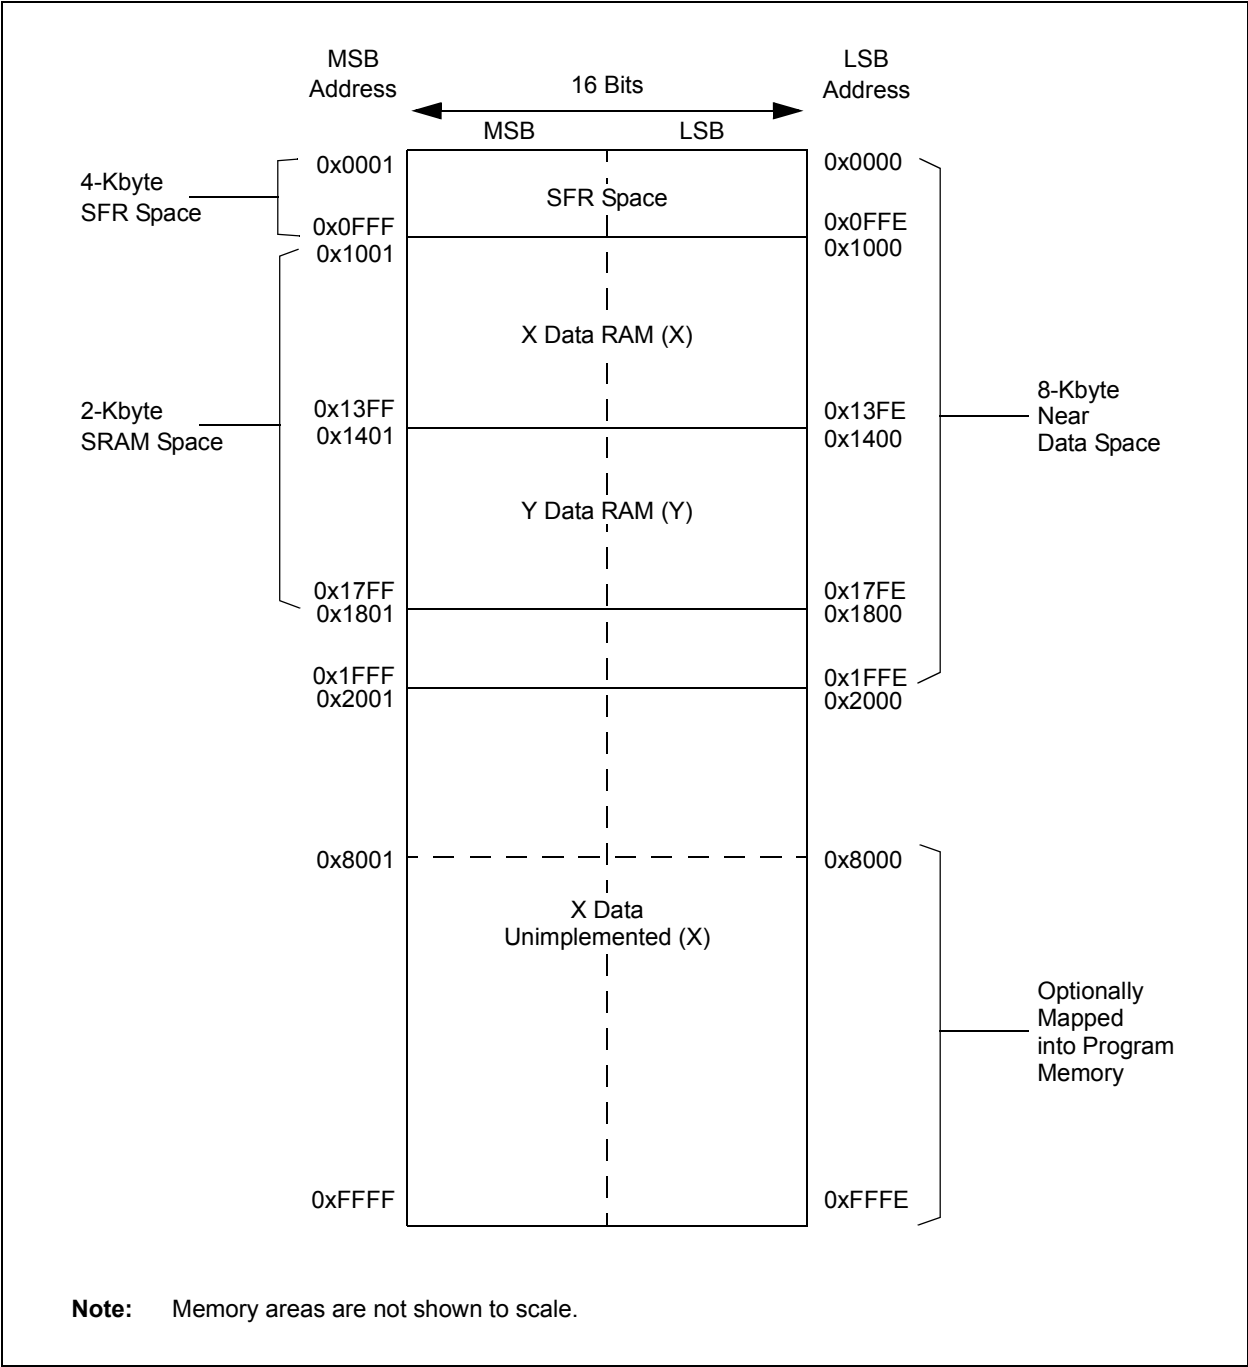 MSB
Address
16 Bits
LSB
Address
MSB
LSB
0x0001
0x0000
4-Kbyte
SFR Space
SFR Space
0x0FFF
0x0FFE
0x1001
0x1000
X Data RAM (X)
2-Kbyte
SRAM Space
0x13FF
0x13FE
0x1401
0x1400
8-Kbyte
Near
Data Space
Y Data RAM (Y)
0x17FF
0x17FE
0x1801
0x1800
0x1FFF
0x1FFE
0x2001
0x2000
0x8001
0x8000
X Data
Unimplemented (X)
Optionally
Mapped
into Program
Memory
0xFFFF
0xFFFE
Note: Memory areas are not shown to scale.